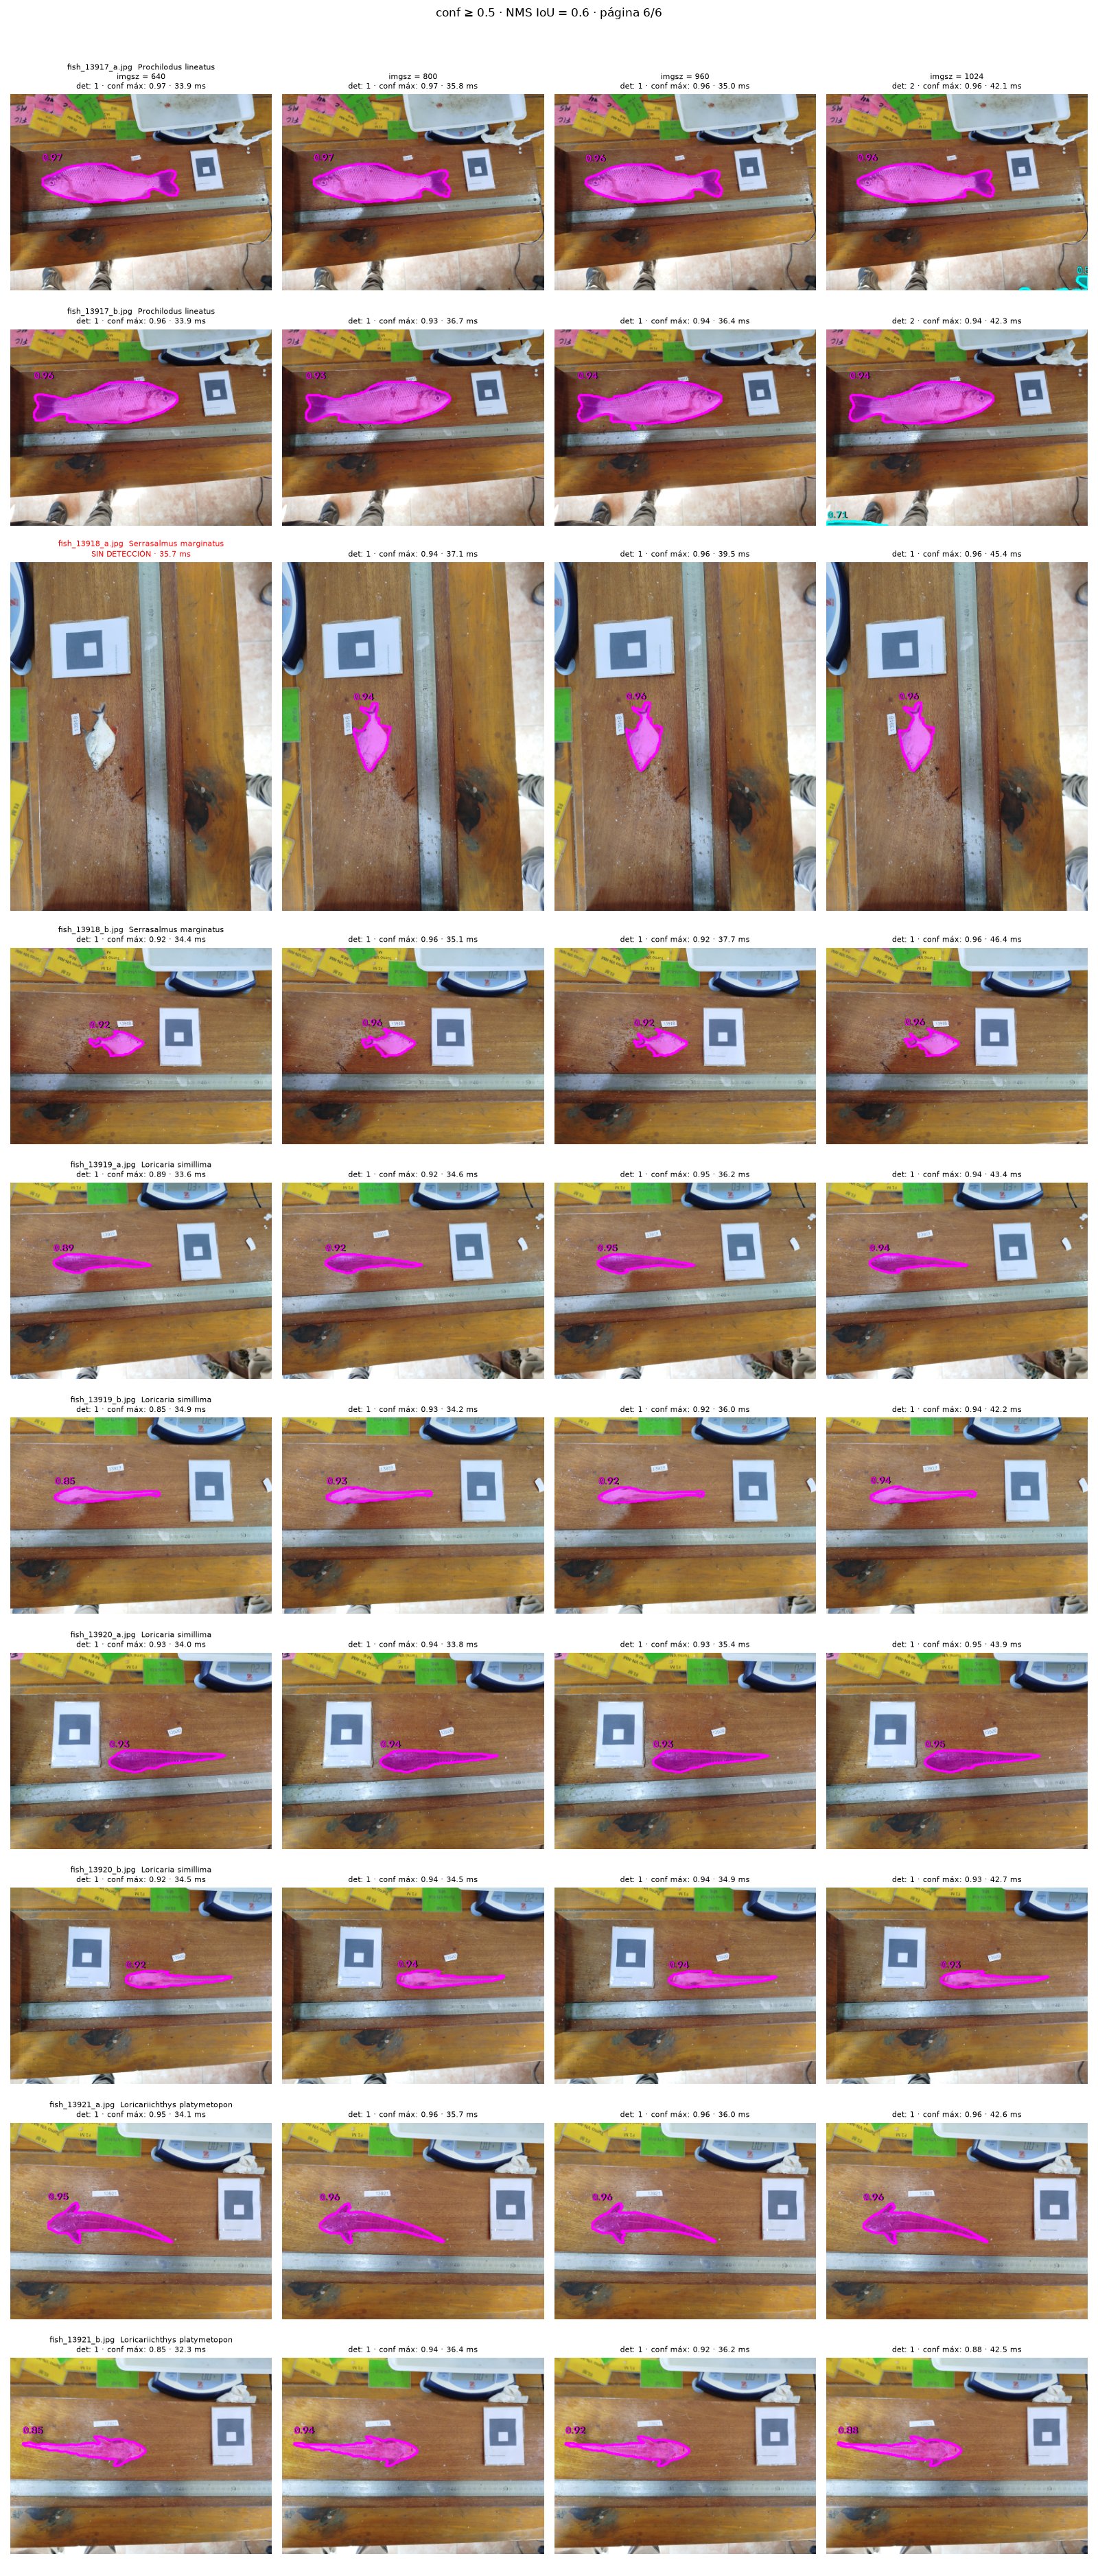 conf ≥ 0.5 · NMS IoU = 0.6 · página 6/6
fish_13917_a.jpg Prochilodus lineatus
imgsz = 640
det: 1 · conf máx: 0.97 · 33.9 ms
imgsz = 800
det: 1 · conf máx: 0.97 · 35.8 ms
imgsz = 960
det: 1 · conf máx: 0.96 · 35.0 ms
imgsz = 1024
det: 2 · conf máx: 0.96 · 42.1 ms
0.97
0.97
0.96
0.96
fish_13917_b.jpg Prochilodus lineatus
det: 1 · conf máx: 0.96 · 33.9 ms
det: 1 · conf máx: 0.93 · 36.7 ms
det: 1 · conf máx: 0.94 · 36.4 ms
det: 2 · conf máx: 0.94 · 42.3 ms
0.96
0.93
0.94
0.94
0.71
fish_13918_a.jpg Serrasalmus marginatus
SIN DETECCIÓN · 35.7 ms
det: 1 · conf máx: 0.94 · 37.1 ms
det: 1 · conf máx: 0.96 · 39.5 ms
det: 1 · conf máx: 0.96 · 45.4 ms
0.94
0.96
0.96
fish_13918_b.jpg Serrasalmus marginatus
det: 1 · conf máx: 0.92 · 34.4 ms
det: 1 · conf máx: 0.96 · 35.1 ms
det: 1 · conf máx: 0.92 · 37.7 ms
det: 1 · conf máx: 0.96 · 46.4 ms
0.92
0.96
0.92
0.96
fish_13919_a.jpg Loricaria simillima
det: 1 · conf máx: 0.89 · 33.6 ms
det: 1 · conf máx: 0.92 · 34.6 ms
det: 1 · conf máx: 0.95 · 36.2 ms
det: 1 · conf máx: 0.94 · 43.4 ms
0.89
0.92
0.95
0.94
fish_13919_b.jpg Loricaria simillima
det: 1 · conf máx: 0.85 · 34.9 ms
det: 1 · conf máx: 0.93 · 34.2 ms
det: 1 · conf máx: 0.92 · 36.0 ms
det: 1 · conf máx: 0.94 · 42.2 ms
0.85
0.93
0.92
0.94
fish_13920_a.jpg Loricaria simillima
det: 1 · conf máx: 0.93 · 34.0 ms
det: 1 · conf máx: 0.94 · 33.8 ms
det: 1 · conf máx: 0.93 · 35.4 ms
det: 1 · conf máx: 0.95 · 43.9 ms
0.93
0.94
0.93
0.95
fish_13920_b.jpg Loricaria simillima
det: 1 · conf máx: 0.92 · 34.5 ms
det: 1 · conf máx: 0.94 · 34.5 ms
det: 1 · conf máx: 0.94 · 34.9 ms
det: 1 · conf máx: 0.93 · 42.7 ms
0.92
0.94
0.94
0.93
fish_13921_a.jpg Loricariichthys platymetopon
det: 1 · conf máx: 0.95 · 34.1 ms
det: 1 · conf máx: 0.96 · 35.7 ms
det: 1 · conf máx: 0.96 · 36.0 ms
det: 1 · conf máx: 0.96 · 42.6 ms
0.95
0.96
0.96
0.96
fish_13921_b.jpg Loricariichthys platymetopon
det: 1 · conf máx: 0.85 · 32.3 ms
det: 1 · conf máx: 0.94 · 36.4 ms
det: 1 · conf máx: 0.92 · 36.2 ms
det: 1 · conf máx: 0.88 · 42.5 ms
0.85
0.94
0.92
0.88